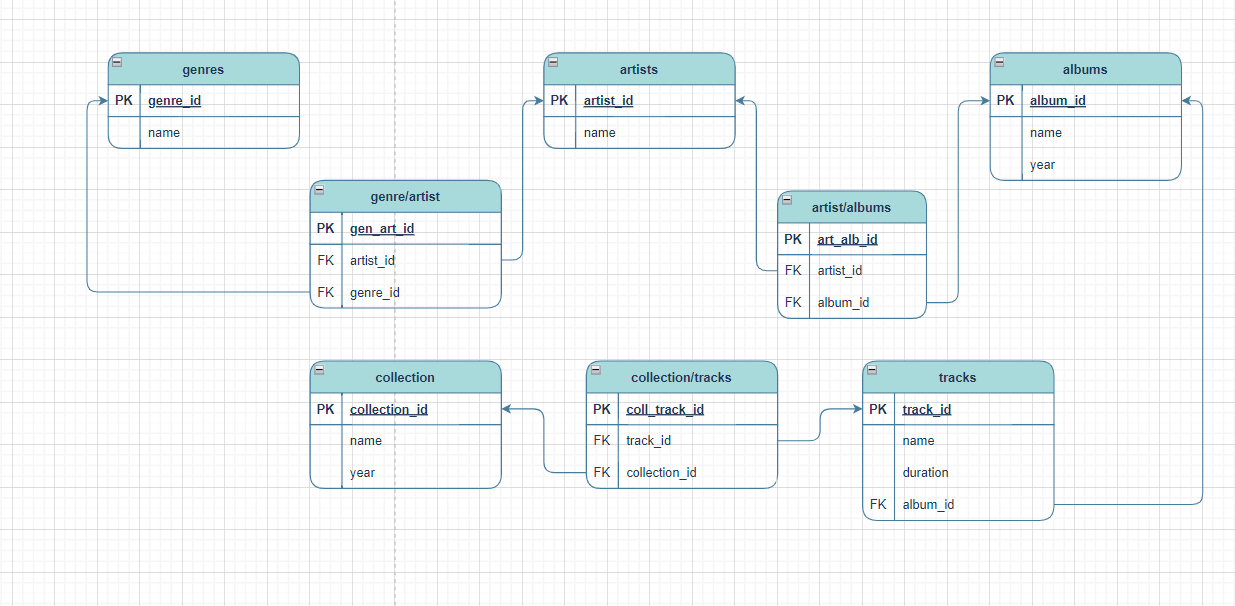 genres
PK genre_id
name
artists
PK artist_id
name
albums
PK album_id
name
year
genre/artist
PK gen_art_id
FK artist_id
FK genre_id
artist/albums
PK art_alb_id
FK artist_id
FK album_id
collection
PK collection_id
name
year
collection/tracks
PK coll_track_id
FK track_id
FK collection_id
tracks
PK track_id
name
duration
FK album_id